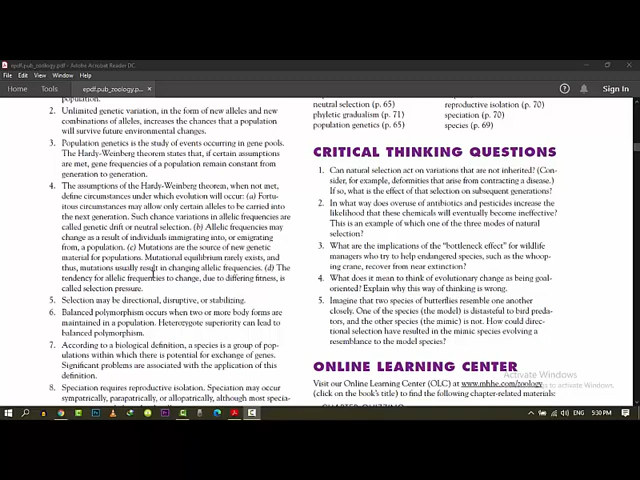 epdf.pub_zoology.pdf - Adobe Acrobat Reader DC
File Edit View Window Help
Home Tools epdf.pub_zoology.p... × Sign In
population.
2. Unlimited genetic variation, in the form of new alleles and new
combinations of alleles, increases the chances that a population
will survive future environmental changes.
3. Population genetics is the study of events occurring in gene pools.
The Hardy-Weinberg theorem states that, if certain assumptions
are met, gene frequencies of a population remain constant from
generation to generation.
4. The assumptions of the Hardy-Weinberg theorem, when not met,
define circumstances under which evolution will occur: (a) Fortu-
itous circumstances may allow only certain alleles to be carried into
the next generation. Such chance variations in allelic frequencies are
called genetic drift or neutral selection. (b) Allelic frequencies may
change as a result of individuals immigrating into, or emigrating
from, a population. (c) Mutations are the source of new genetic
material for populations. Mutational equilibrium rarely exists, and
thus, mutations usually result in changing allelic frequencies. (d) The
tendency for allelic frequencies to change, due to differing fitness, is
called selection pressure.
5. Selection may be directional, disruptive, or stabilizing.
6. Balanced polymorphism occurs when two or more body forms are
maintained in a population. Heterozygote superiority can lead to
balanced polymorphism.
7. According to a biological definition, a species is a group of pop-
ulations within which there is potential for exchange of genes.
Significant problems are associated with the application of this
definition.
8. Speciation requires reproductive isolation. Speciation may occur
sympatrically, parapatrically, or allopatrically, although most specia-
neutral selection (p. 65)
phyletic gradualism (p. 71)
population genetics (p. 65)
reproductive isolation (p. 70)
speciation (p. 70)
species (p. 69)
CRITICAL THINKING QUESTIONS
1. Can natural selection act on variations that are not inherited? (Con-
sider, for example, deformities that arise from contracting a disease.)
If so, what is the effect of that selection on subsequent generations?
2. In what way does overuse of antibiotics and pesticides increase the
likelihood that these chemicals will eventually become ineffective?
This is an example of which one of the three modes of natural
selection?
3. What are the implications of the "bottleneck effect" for wildlife
managers who try to help endangered species, such as the whoop-
ing crane, recover from near extinction?
4. What does it mean to think of evolutionary change as being goal-
oriented? Explain why this way of thinking is wrong.
5. Imagine that two species of butterflies resemble one another
closely. One of the species (the model) is distasteful to bird preda-
tors, and the other species (the mimic) is not. How could direc-
tional selection have resulted in the mimic species evolving a
resemblance to the model species?
ONLINE LEARNING CENTER
Visit our Online Learning Center (OLC) at www.mhhe.com/zoology
(click on the book's title) to find the following chapter-related materials:
Activate Windows
to activate Windows.
ENG 5:30 PM